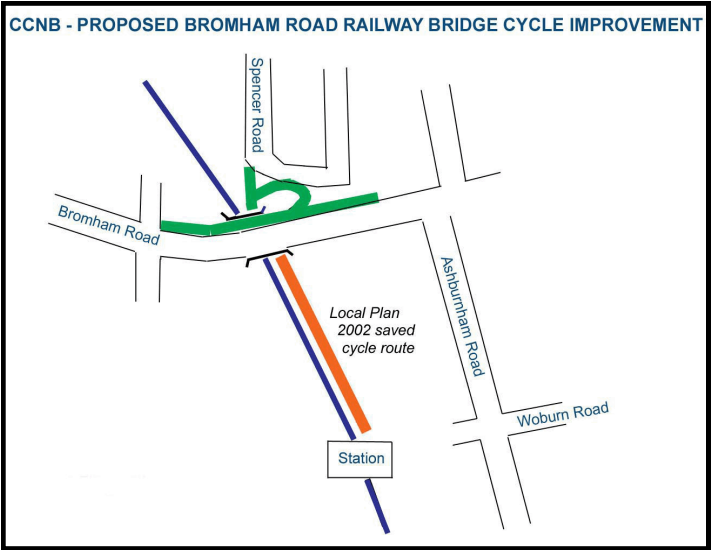 CCNB - PROPOSED BROMHAM ROAD RAILWAY BRIDGE CYCLE IMPROVEMENT
Spencer Road
Bromham Road
Ashburnham Road
Local Plan
2002 saved
cycle route
Woburn Road
Station